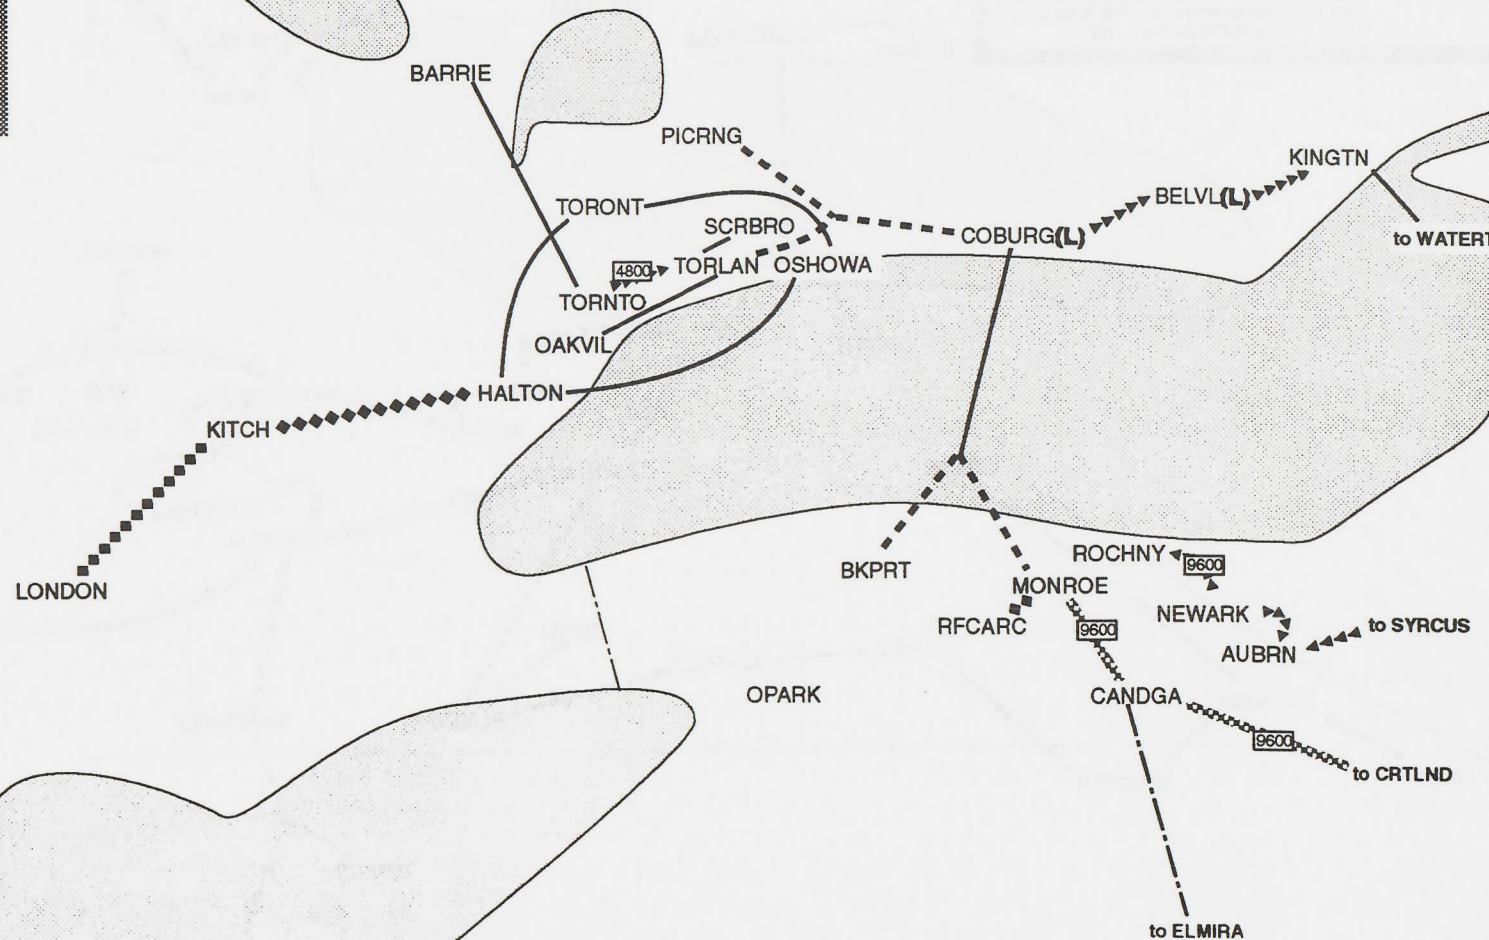 BARRIE
PICRNG
KINGTN
BELVL(L)
TORONT
SCRBRO
COBURG(L)
to WATERT
4800
TORLAN
OSHOWA
TORNTO
OAKVIL
HALTON
KITCH
LONDON
ROCHNY
9600
BKPRT
MONROE
NEWARK
RFCARC
9600
to SYRCUS
AUBRN
OPARK
CANDGA
9600
to CRTLND
to ELMIRA